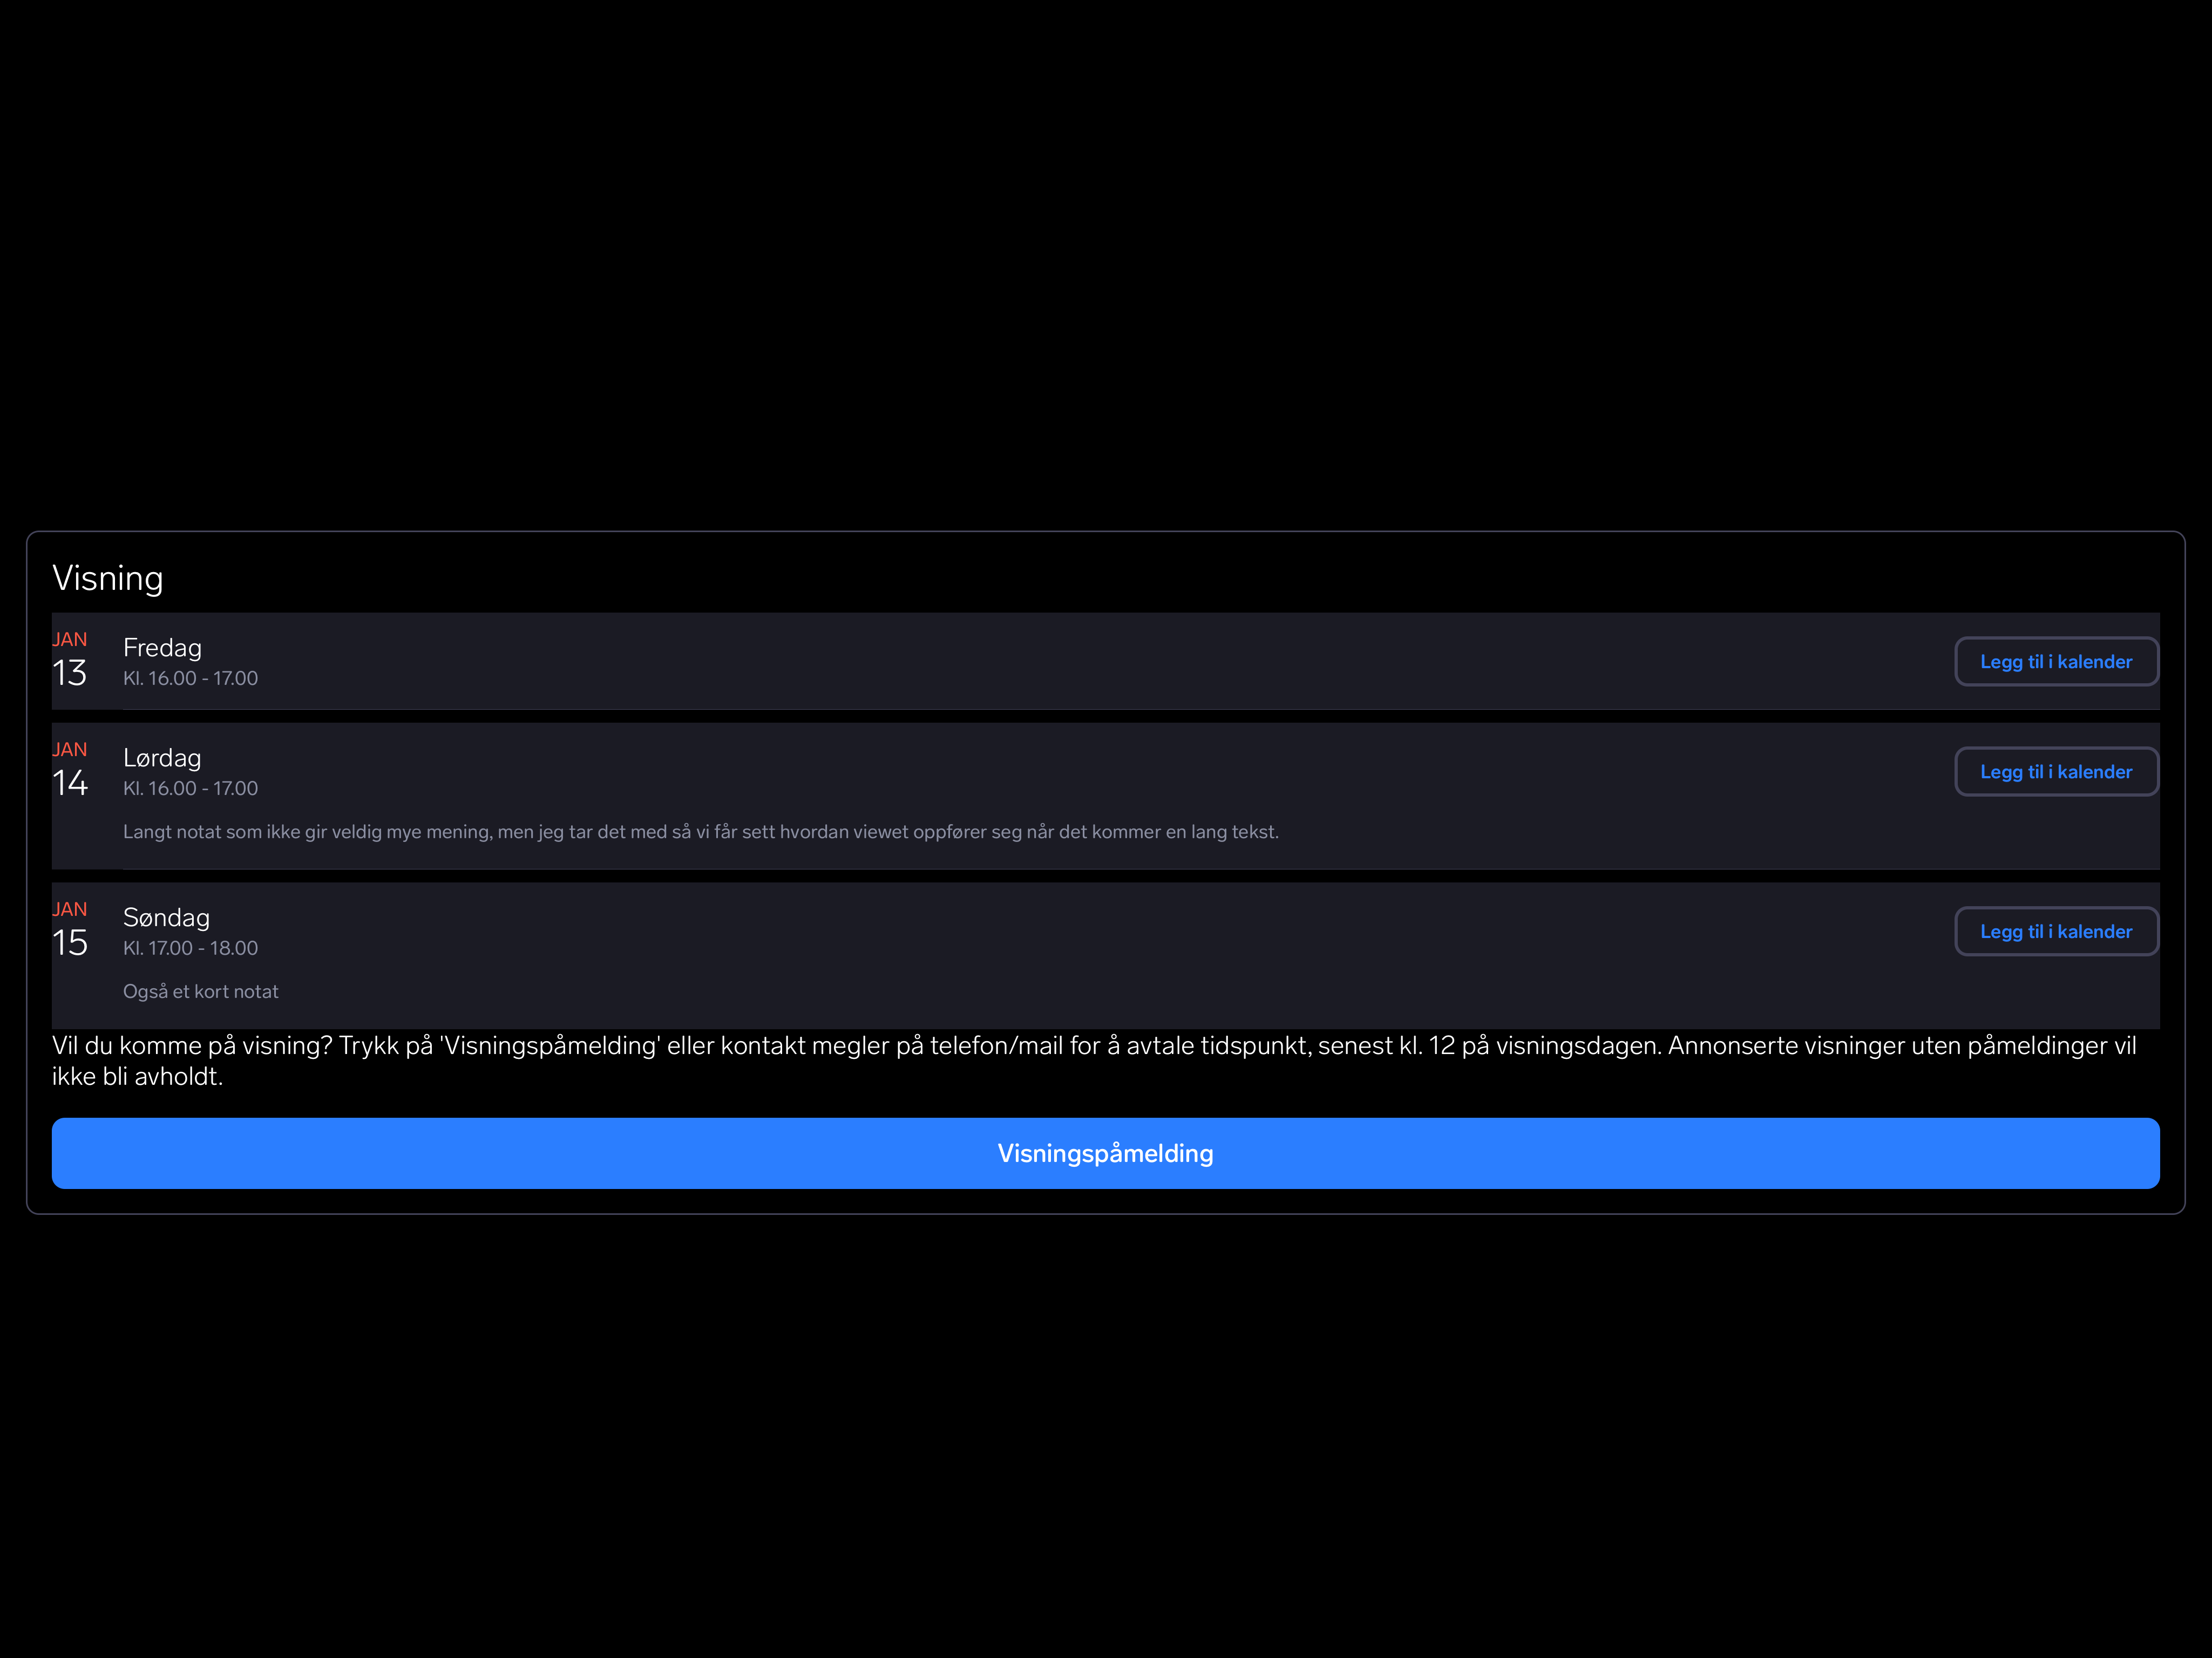 Visning
JAN
13
Fredag
Kl. 16.00 - 17.00
Legg til i kalender
JAN
14
Lørdag
Kl. 16.00 - 17.00
Legg til i kalender
Langt notat som ikke gir veldig mye mening, men jeg tar det med så vi får sett hvordan viewet oppfører seg når det kommer en lang tekst.
JAN
15
Søndag
Kl. 17.00 - 18.00
Legg til i kalender
Også et kort notat
Vil du komme på visning? Trykk på 'Visningspåmelding' eller kontakt megler på telefon/mail for å avtale tidspunkt, senest kl. 12 på visningsdagen. Annonserte visninger uten påmeldinger vil
ikke bli avholdt.
Visningspåmelding